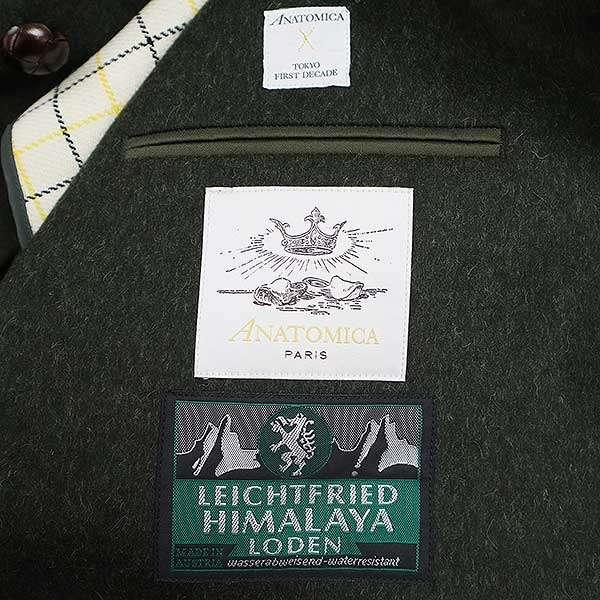 ANATOMICA
X
TOKYO
FIRST DECADE
ANATOMICA
PARIS
LEICHTFRIED
HIMALAYA
LODEN
MADE IN
AUSTRIA wasserabweisend-waterresistant